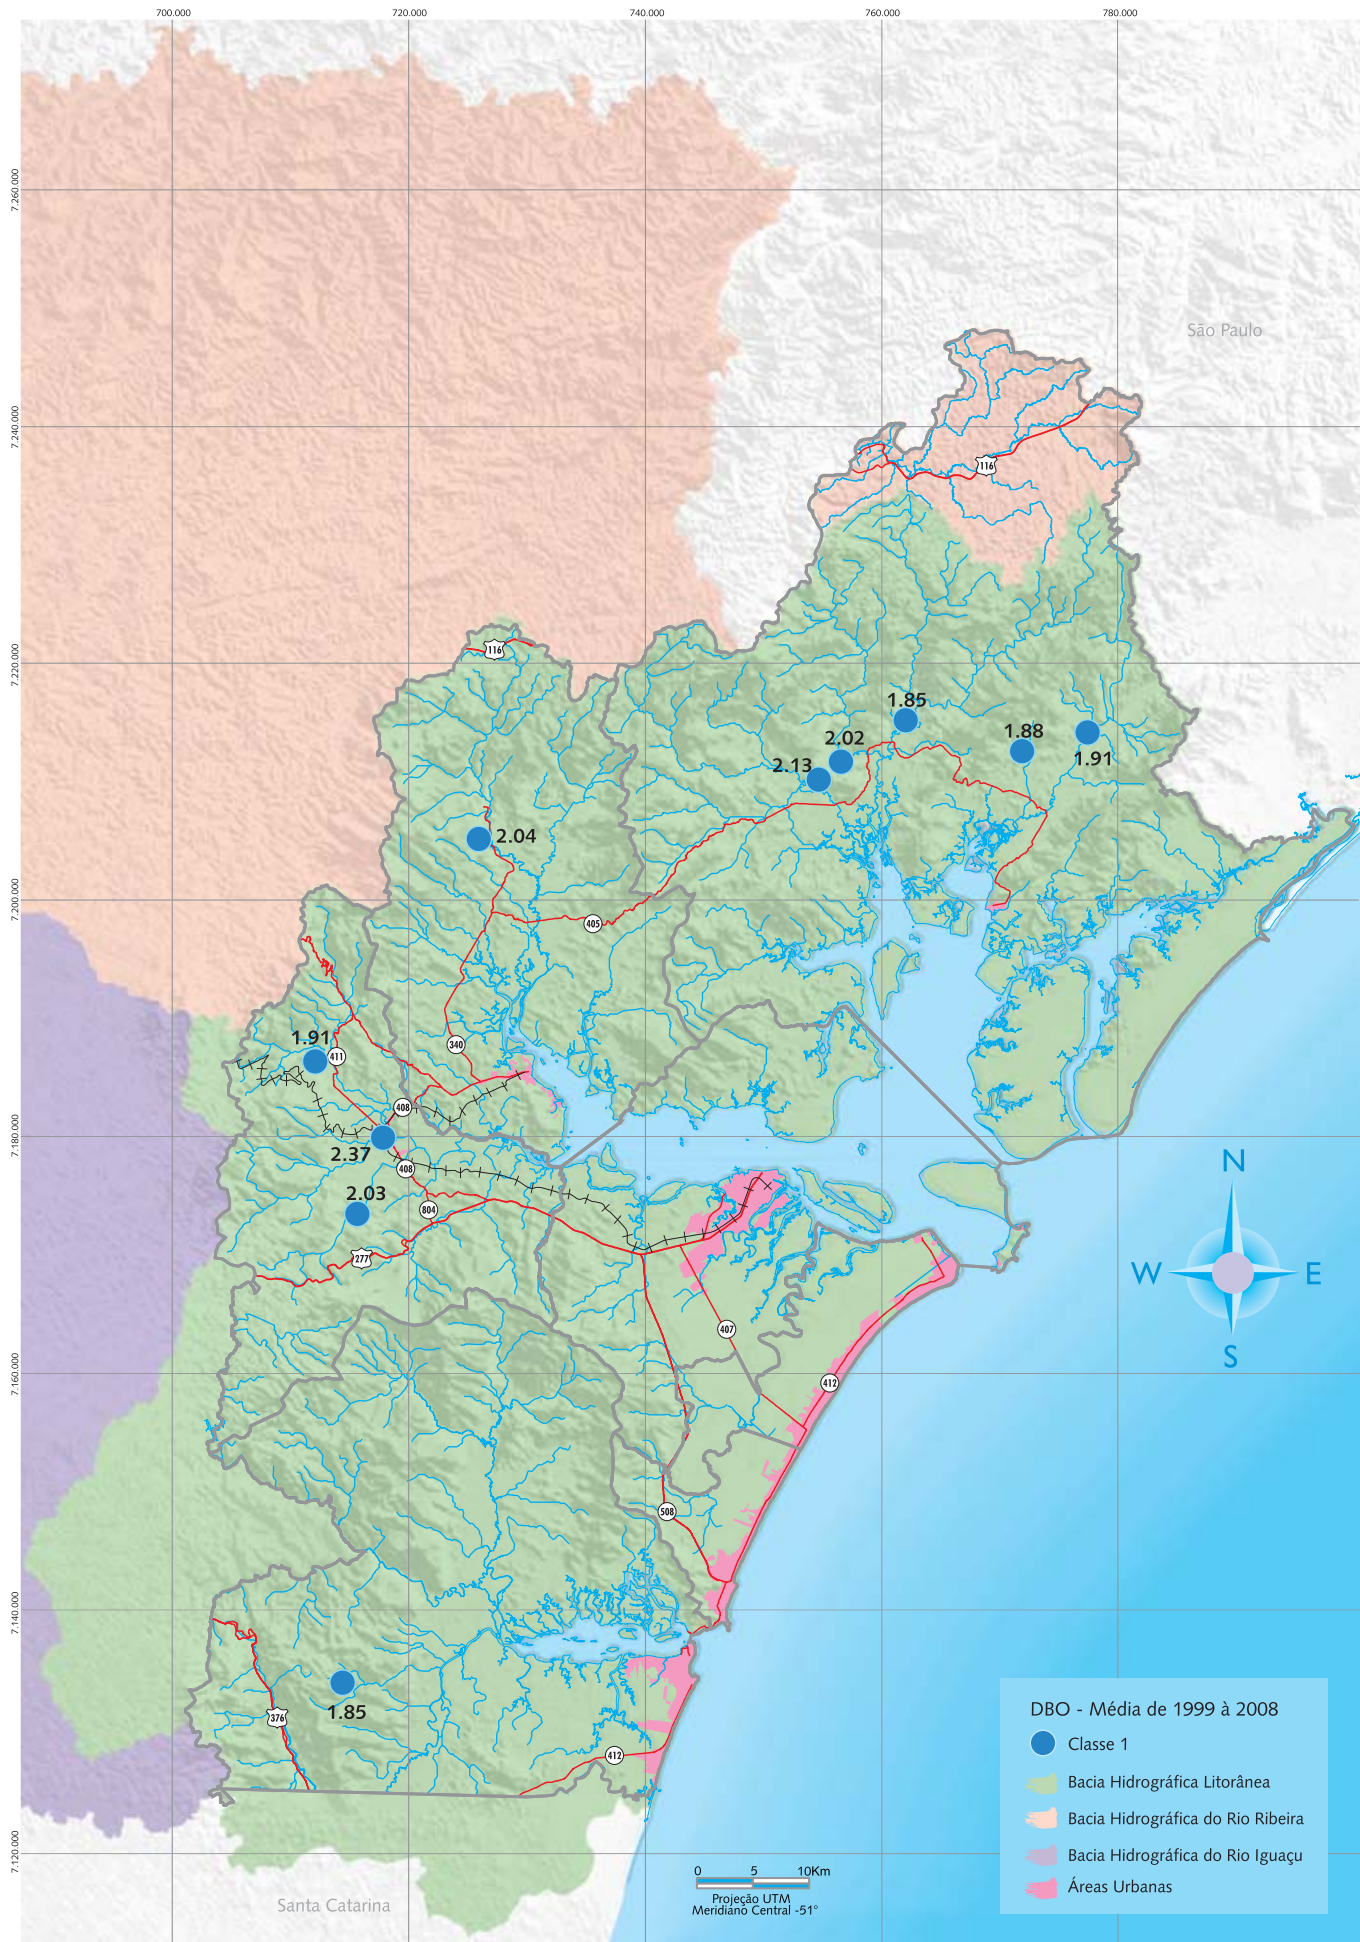 700.000
720.000
740.000
760.000
780.000
7.260.000
São Paulo
7.240.000
116
116
7.220.000
1.85
1.88
2.02
2.13
1.91
2.04
7.200.000
405
1.91
411
340
408
7.180.000
2.37
408
N
2.03
804
277
W
E
407
S
7.160.000
412
508
7.140.000
376
1.85
412
DBO - Média de 1999 à 2008
Classe 1
Bacia Hidrográfica Litorânea
Bacia Hidrográfica do Rio Ribeira
Bacia Hidrográfica do Rio Iguaçu
Áreas Urbanas
7.120.000
0 5 10Km
Projeção UTM
Meridiano Central -51°
Santa Catarina